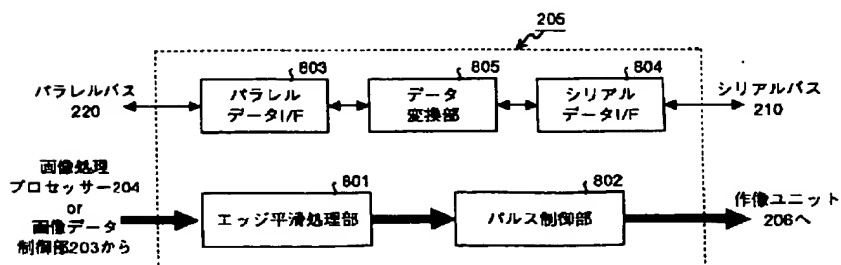 205
803
805
804
パラレルバス
220
パラレル
データI/F
データ
変換部
シリアル
データI/F
シリアルバス
210
画像処理
プロセッサー204
or
画像データ
制御部203から
801
エッジ平滑処理部
802
パルス制御部
作像ユニット
206へ